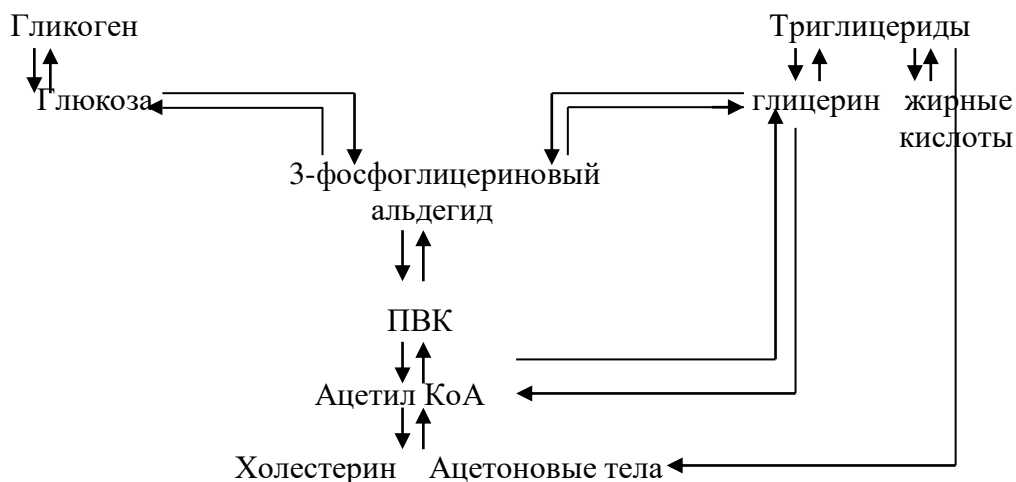 Гликоген Триглицериды
Глюкоза глицерин жирные
кислоты
3-фосфоглицериновый
альдегид
ПВК
Ацетил КоА
Холестерин Ацетоновые тела